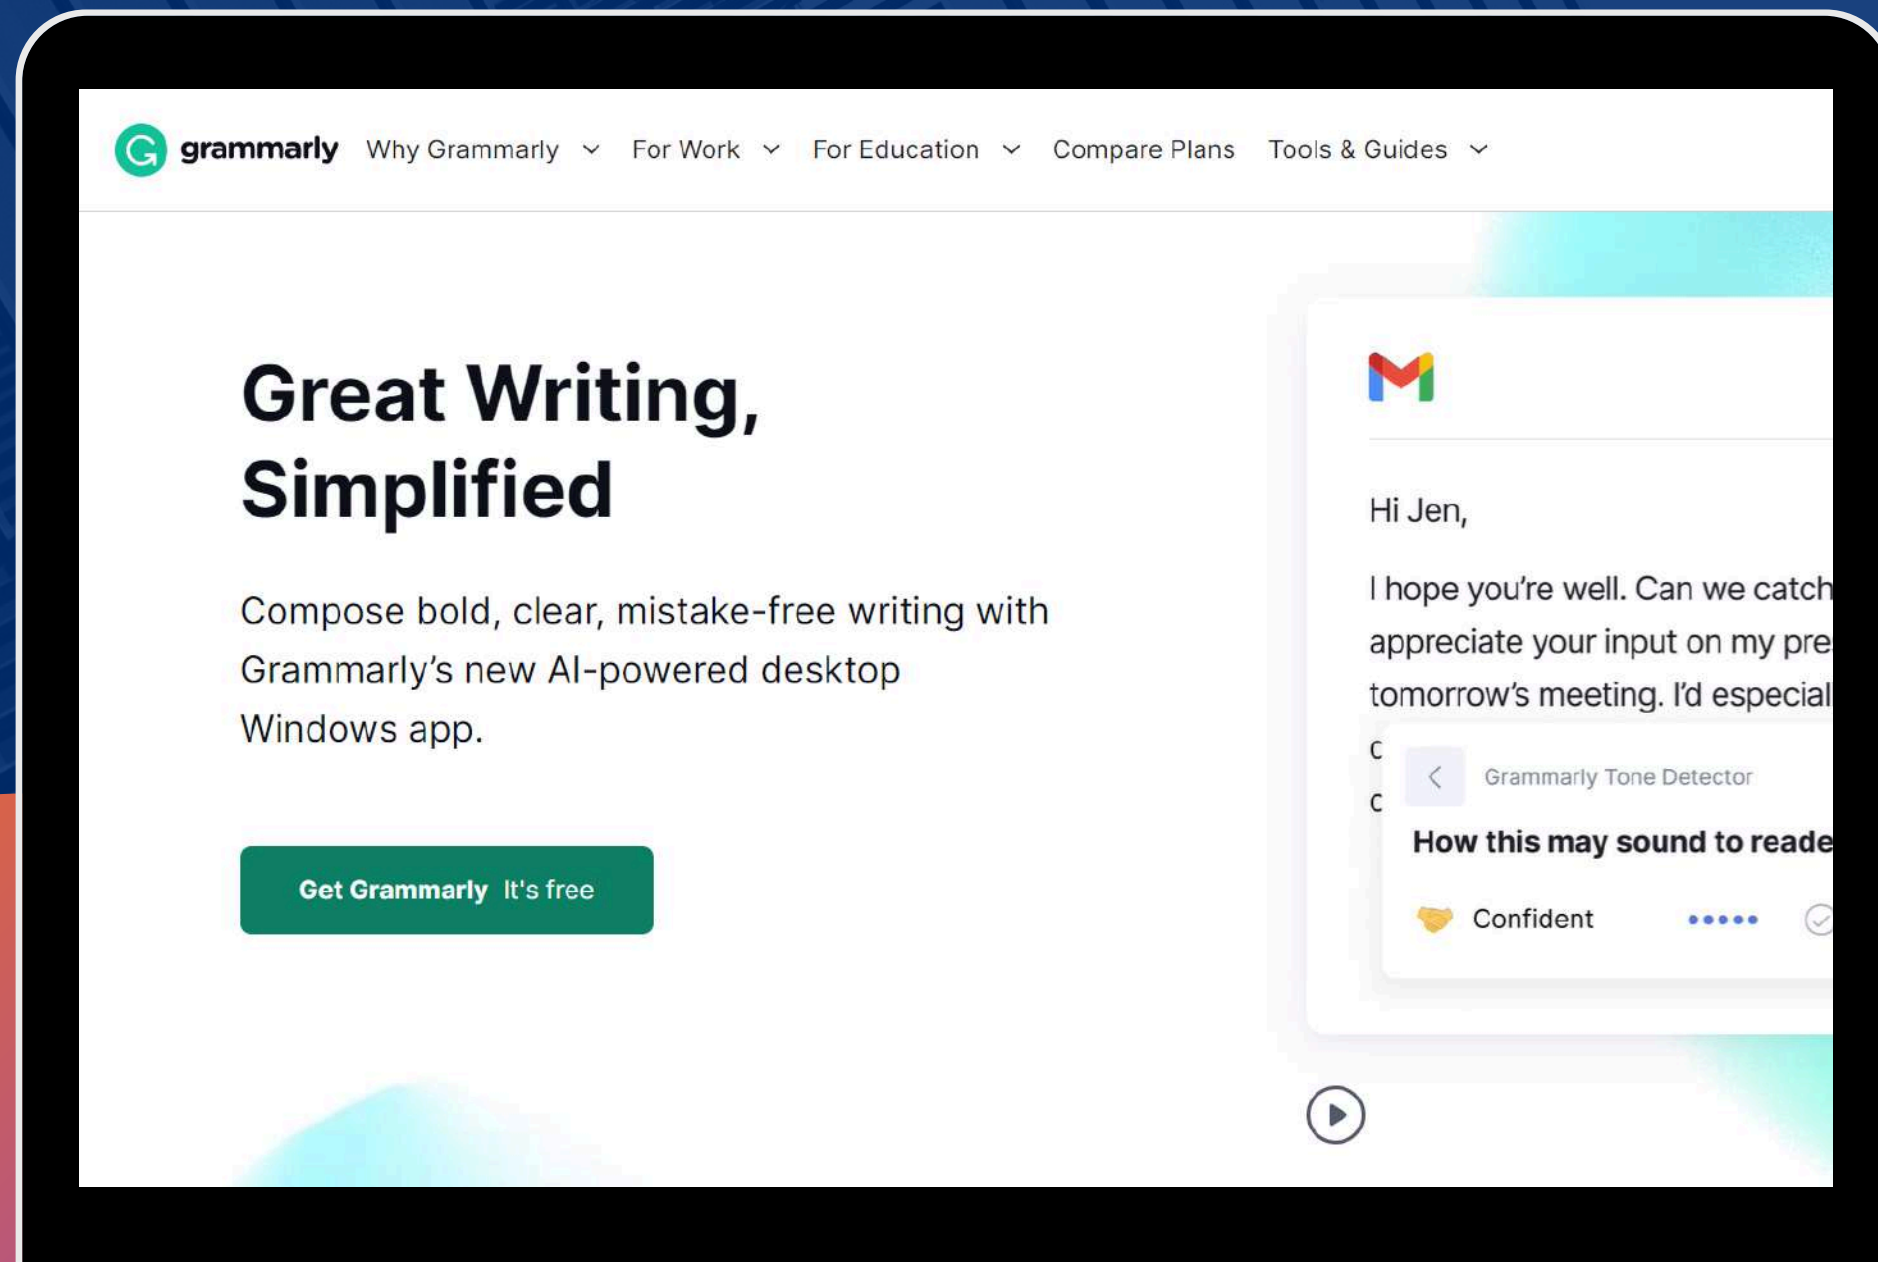 grammarly Why Grammarly For Work For Education Compare Plans Tools & Guides
Great Writing,
Simplified
Compose bold, clear, mistake-free writing with
Grammarly’s new AI-powered desktop
Windows app.
Get Grammarly It's free
Hi Jen,
I hope you’re well. Can we catch
appreciate your input on my
tomorrow’s meeting. I’d
Grammarly Tone Detector
How this may sound to
Confident